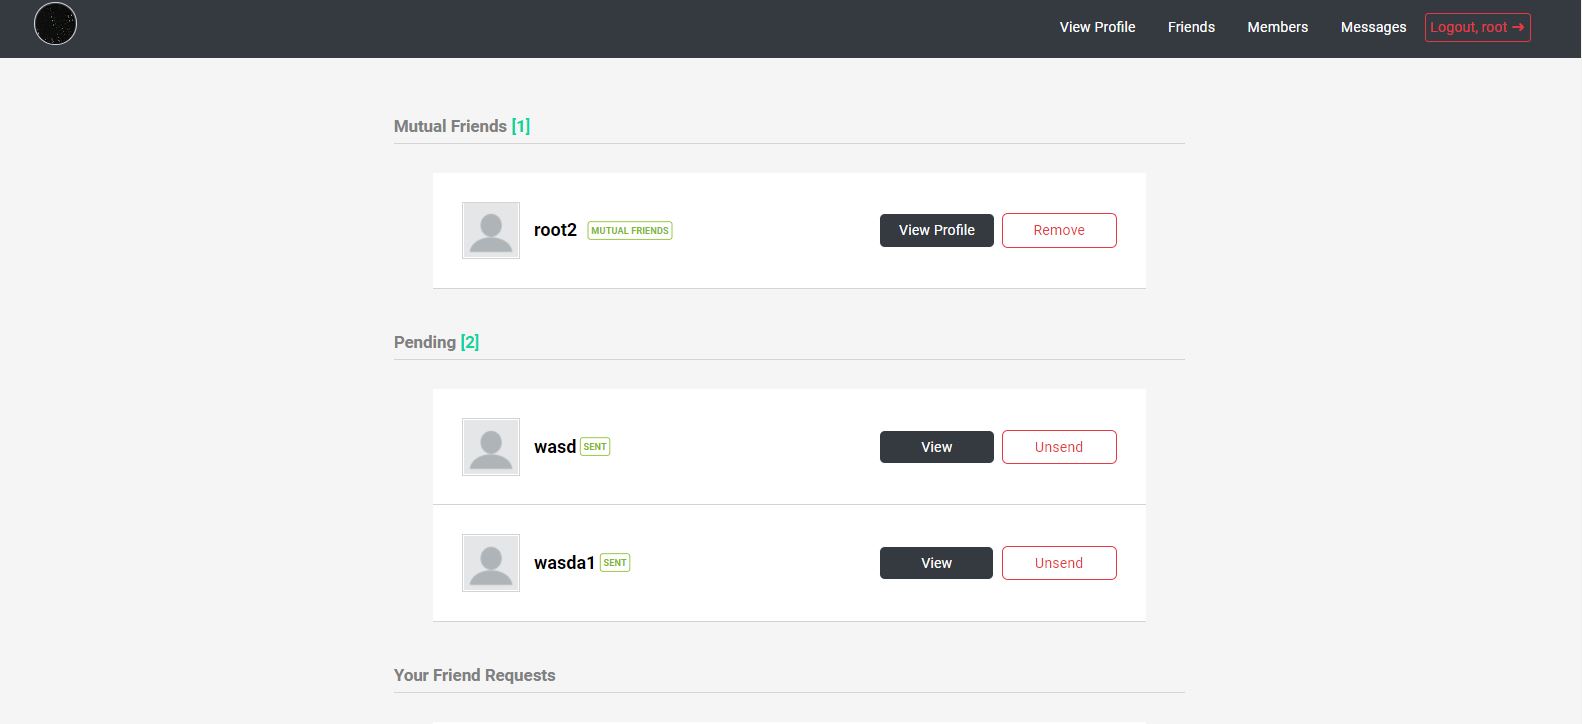 View Profile Friends Members Messages Logout, root ➔
Mutual Friends [1]
root2 MUTUAL FRIENDS View Profile Remove
Pending [2]
wasd SENT View Unsend
wasda1 SENT View Unsend
Your Friend Requests